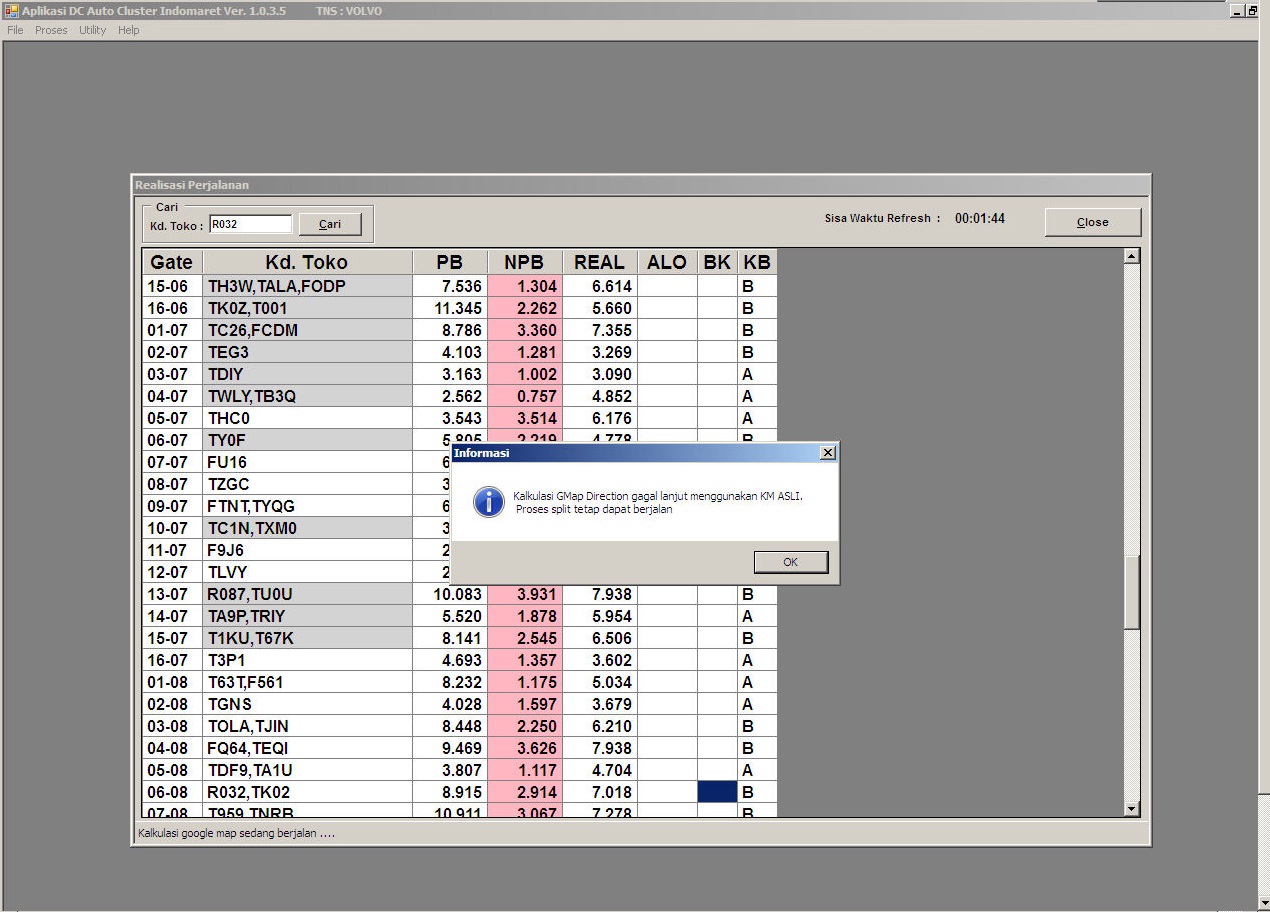 Aplikasi DC Auto Cluster Indomaret Ver. 1.0.3.5 TNS : VOLVO
File Proses Utility Help
Realisasi Perjalanan
Cari
Kd. Toko : R032 Cari Sisa Waktu Refresh : 00:01:44 Close
Gate Kd. Toko PB NPB REAL ALO BK KB
15-06 TH3W,TALA,FODP 7.536 1.304 6.614 B
16-06 TK0Z,T001 11.345 2.262 5.660 B
01-07 TC26,FCDM 8.786 3.360 7.355 B
02-07 TEG3 4.103 1.281 3.269 B
03-07 TDIY 3.163 1.002 3.090 A
04-07 TWLY,TB3Q 2.562 0.757 4.852 A
05-07 THC0 3.543 3.514 6.176 A
06-07 TY0F 5.805 2.219 4.778 B
Informasi
07-07 FU16 6
08-07 TZGC 3
Kalkulasi GMap Direction gagal lanjut menggunakan KM ASLI.
09-07 FTNT,TYQG 6
Proses split tetap dapat berjalan
10-07 TC1N,TXM0 3
11-07 F9J6 2
OK
12-07 TLVY 2
13-07 R087,TU0U 10.083 3.931 7.938 B
14-07 TA9P,TRIY 5.520 1.878 5.954 A
15-07 T1KU,T67K 8.141 2.545 6.506 B
16-07 T3P1 4.693 1.357 3.602 A
01-08 T63T,F561 8.232 1.175 5.034 A
02-08 TGNS 4.028 1.597 3.679 A
03-08 TOLA,TJIN 8.448 2.250 6.210 B
04-08 FQ64,TEQI 9.469 3.626 7.938 B
05-08 TDF9,TA1U 3.807 1.117 4.704 A
06-08 R032,TK02 8.915 2.914 7.018 B
07-08 T959,TNRB 10.911 3.067 7.278 B
Kalkulasi google map sedang berjalan ....